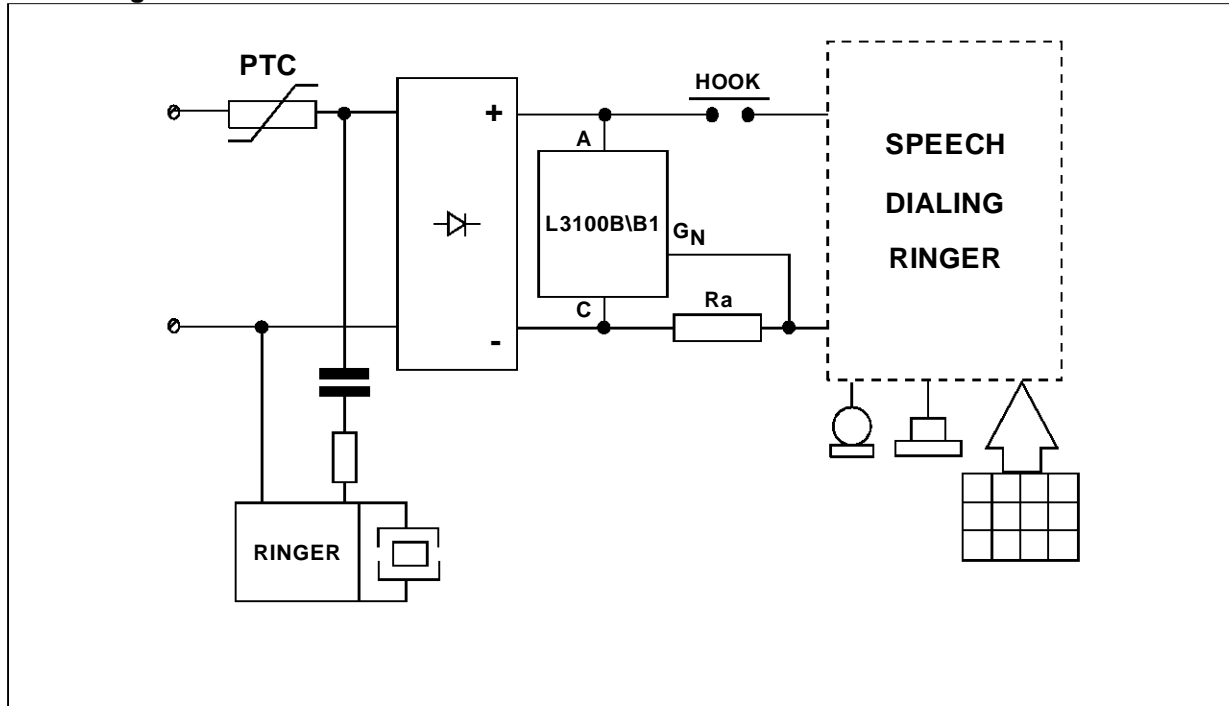 PTC
HOOK
+
A
SPEECH
DIALING
RINGER
L3100B\B1
GN
Ra
C
-
RINGER